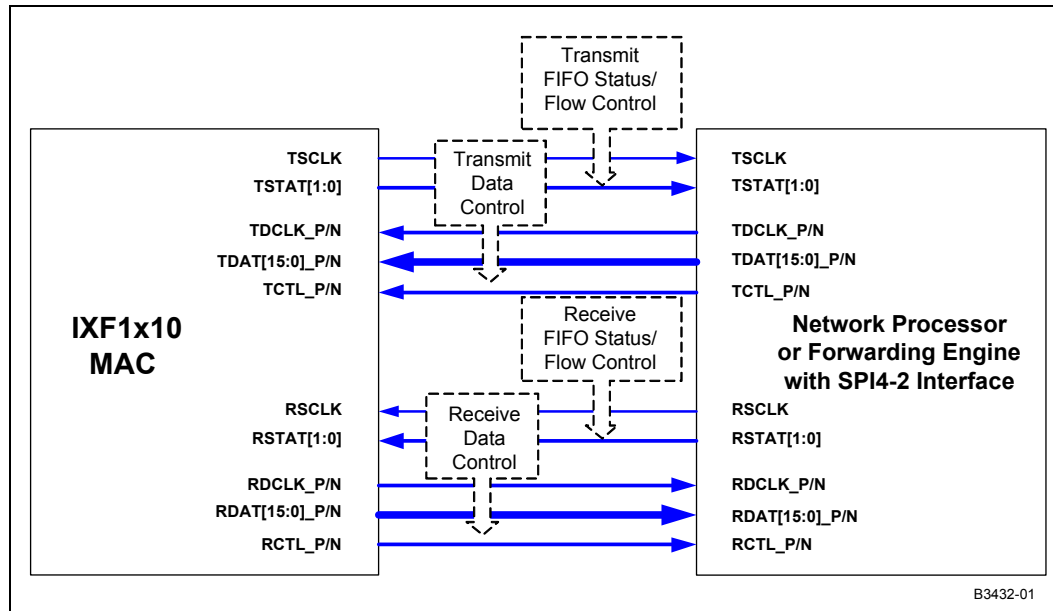 Transmit
FIFO Status/
Flow Control
TSCLK
Transmit
Data
Control
TSCLK
TSTAT[1:0]
TSTAT[1:0]
TDCLK_P/N
TDCLK_P/N
TDAT[15:0]_P/N
TDAT[15:0]_P/N
TCTL_P/N
TCTL_P/N
IXF1x10
MAC
Receive
FIFO Status/
Flow Control
Network Processor
or Forwarding Engine
with SPI4-2 Interface
RSCLK
Receive
Data
Control
RSCLK
RSTAT[1:0]
RSTAT[1:0]
RDCLK_P/N
RDCLK_P/N
RDAT[15:0]_P/N
RDAT[15:0]_P/N
RCTL_P/N
RCTL_P/N
B3432-01